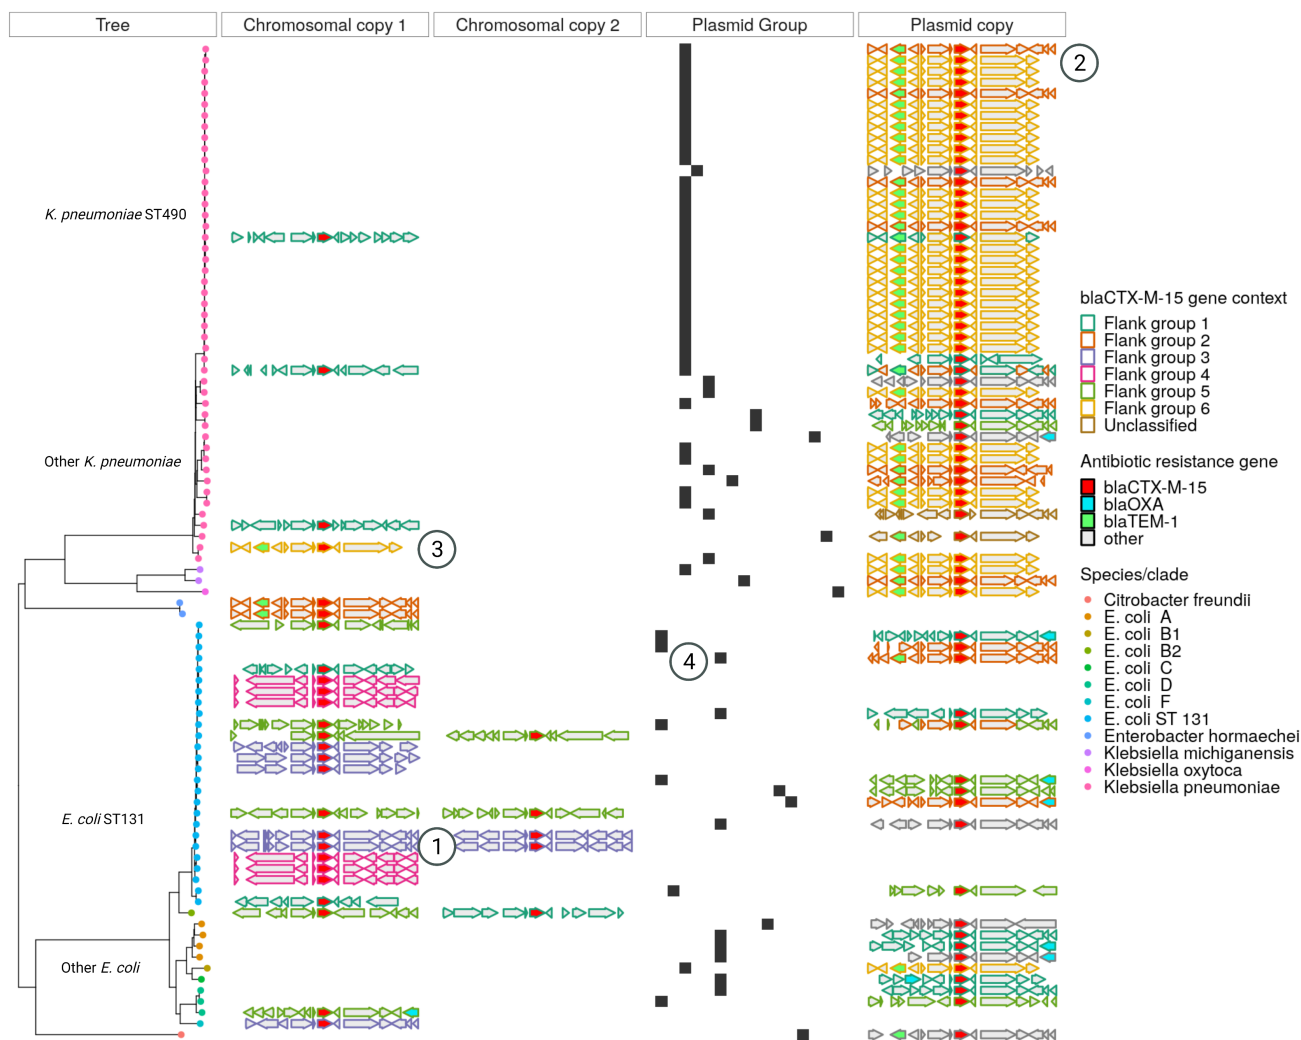 Tree
Chromosomal copy 1
Chromosomal copy 2
Plasmid Group
Plasmid copy
2
K. pneumoniae ST490
blaCTX-M-15 gene context
Flank group 1
Flank group 2
Flank group 3
Flank group 4
Flank group 5
Flank group 6
Unclassified
Other K. pneumoniae
Antibiotic resistance gene
blaCTX-M-15
blaOXA
blaTEM-1
other
3
Species/clade
Citrobacter freundii
E. coli A
E. coli B1
E. coli B2
E. coli C
E. coli D
E. coli F
E. coli ST 131
Enterobacter hormaechei
Klebsiella michiganensis
Klebsiella oxytoca
Klebsiella pneumoniae
4
E. coli ST131
1
Other E. coli